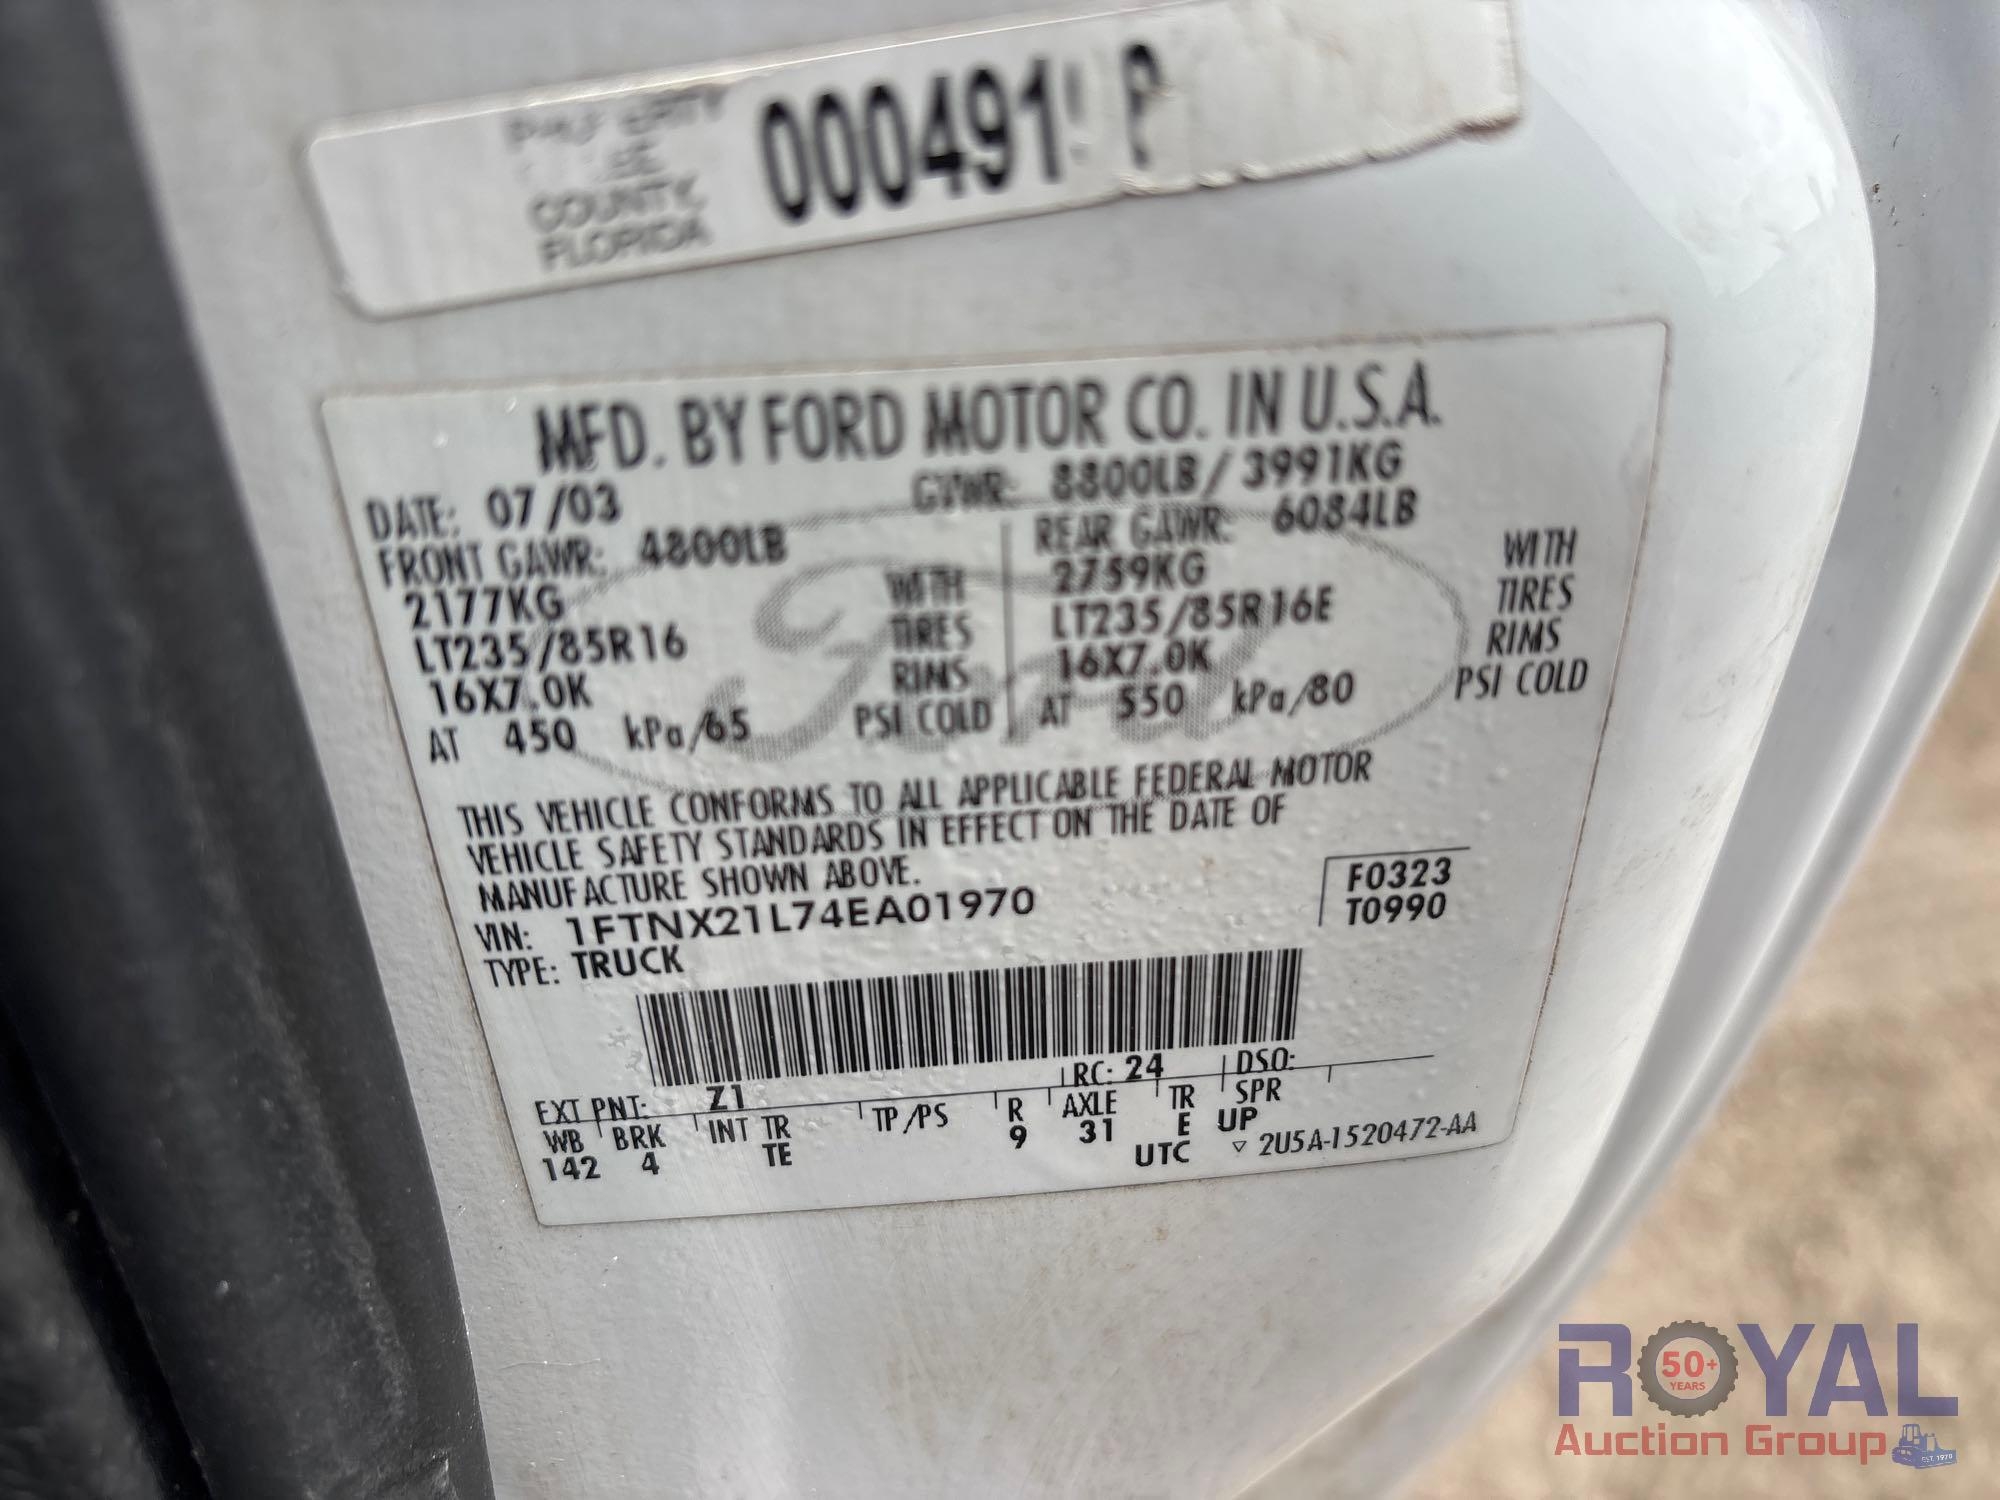 COUNTY,
FLORIDA
000491
MFD. BY FORD MOTOR CO. IN U.S.A.
DATE: 07/03 GVWR: 8800LB / 3991KG
FRONT GAWR: 4800LB REAR GAWR: 6084LB
2177KG WITH 2759KG WITH
LT235/85R16 TIRES LT235/85R16E TIRES
16X7.0K RIMS 16X7.0K RIMS
AT 450 kPa/65 PSI COLD AT 550 kPa/80 PSI COLD
THIS VEHICLE CONFORMS TO ALL APPLICABLE FEDERAL MOTOR
VEHICLE SAFETY STANDARDS IN EFFECT ON THE DATE OF
MANUFACTURE SHOWN ABOVE.
VIN: 1FTNX21L74EA01970
TYPE: TRUCK
F0323
T0990
EXT PNT: Z1 RC: 24 DSO:
WB BRK INT TR TP/PS R AXLE TR SPR
142 4 TE 9 31 E UP
UTC ▽ 2U5A-1520472-AA
ROYAL
50+
YEARS
Auction Group
EST. 1970